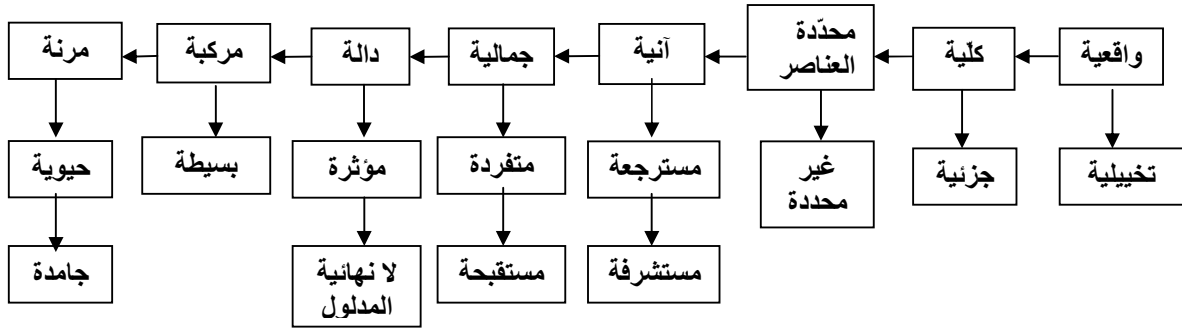 واقعية
كلّية
محدّدة
العناصر
آنية
جمالية
دالة
مركبة
مرنة
تخييلية
جزئية
غير
محددة
مسترجعة
متفردة
مؤثرة
بسيطة
حيوية
مستشرفة
مستقبحة
لا نهائية
المدلول
جامدة